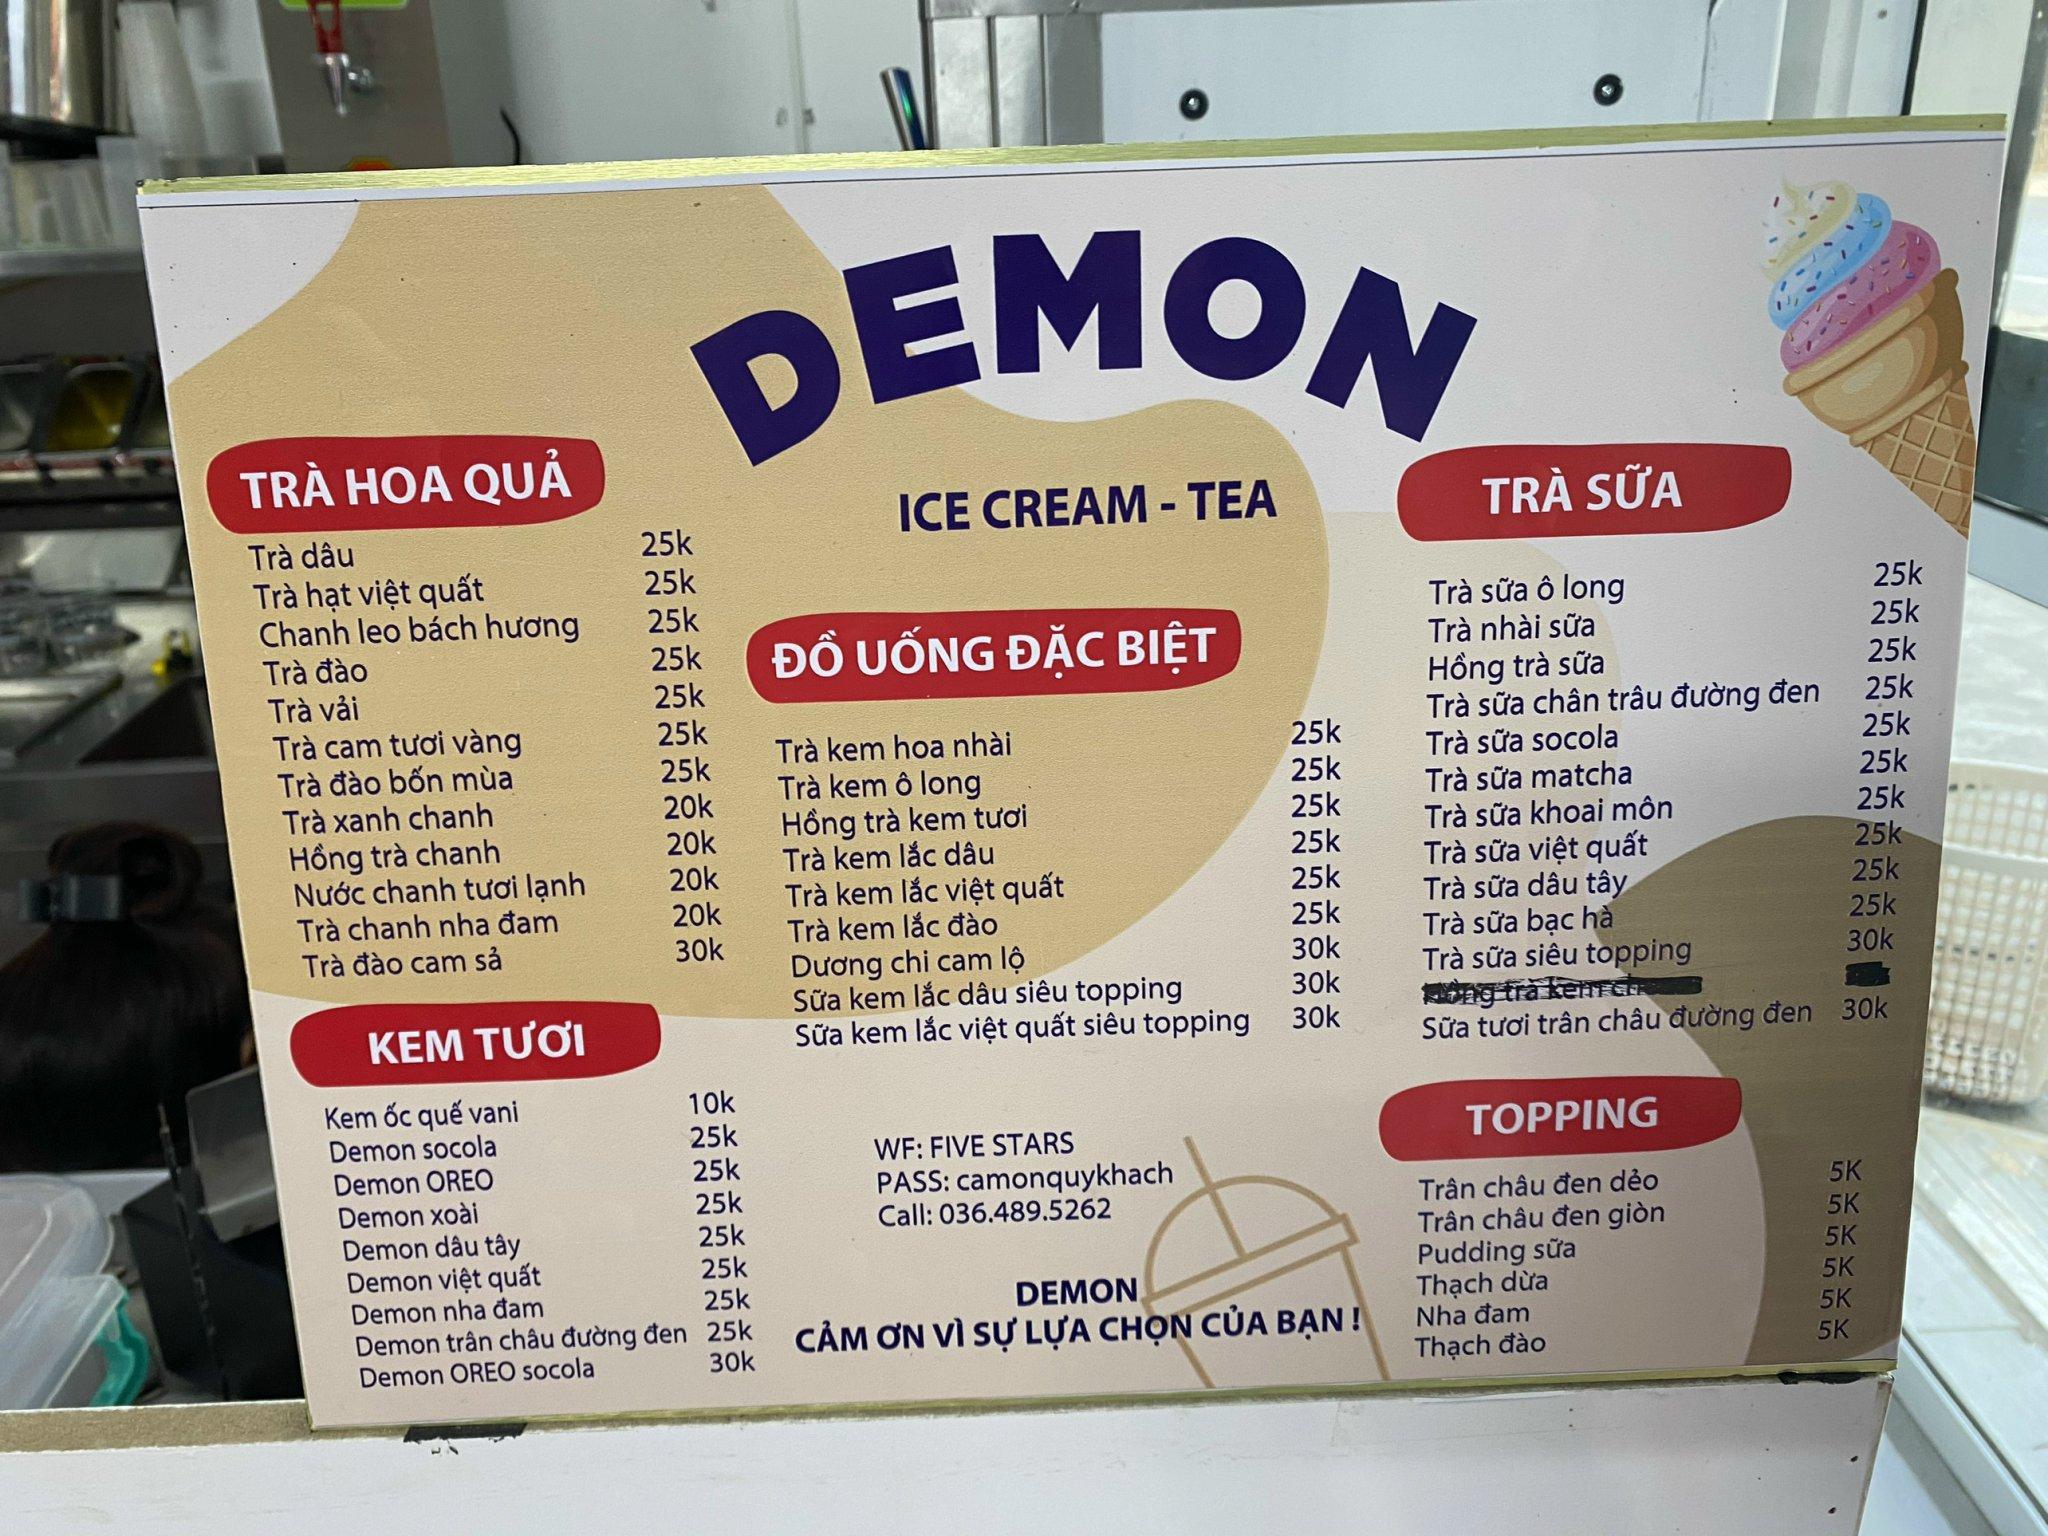 DEMON
ICE CREAM - TEA
TRÀ HOA QUẢ
Trà dâu 25k
Trà hạt việt quất 25k
Chanh leo bách hương 25k
Trà đào 25k
Trà vải 25k
Trà cam tươi vàng 25k
Trà đào bốn mùa 25k
Trà xanh chanh 20k
Hồng trà chanh 20k
Nước chanh tươi lạnh 20k
Trà chanh nha đam 20k
Trà đào cam sả 30k
KEM TƯƠI
Kem ốc quế vani 10k
Demon socola 25k
Demon OREO 25k
Demon xoài 25k
Demon dâu tây 25k
Demon việt quất 25k
Demon nha đam 25k
Demon trân châu đường đen 25k
Demon OREO socola 30k
ĐỒ UỐNG ĐẶC BIỆT
Trà kem hoa nhài 25k
Trà kem ô long 25k
Hồng trà kem tươi 25k
Trà kem lắc dâu 25k
Trà kem lắc việt quất 25k
Trà kem lắc đào 25k
Dương chi cam lộ 30k
Sữa kem lắc dâu siêu topping 30k
Sữa kem lắc việt quất siêu topping 30k
WF: FIVE STARS
PASS: camonquykhach
Call: 036.489.5262
DEMON
CẢM ƠN VÌ SỰ LỰA CHỌN CỦA BẠN !
TRÀ SỮA
Trà sữa ô long 25k
Trà nhài sữa 25k
Hồng trà sữa 25k
Trà sữa chân trâu đường đen 25k
Trà sữa socola 25k
Trà sữa matcha 25k
Trà sữa khoai môn 25k
Trà sữa việt quất 25k
Trà sữa dâu tây 25k
Trà sữa bạc hà 25k
Trà sữa siêu topping 30k
Hồng trà kem
Sữa tươi trân châu đường đen 30k
TOPPING
Trân châu đen dẻo 5K
Trân châu đen giòn 5K
Pudding sữa 5K
Thạch dừa 5K
Nha đam 5K
Thạch đào 5K